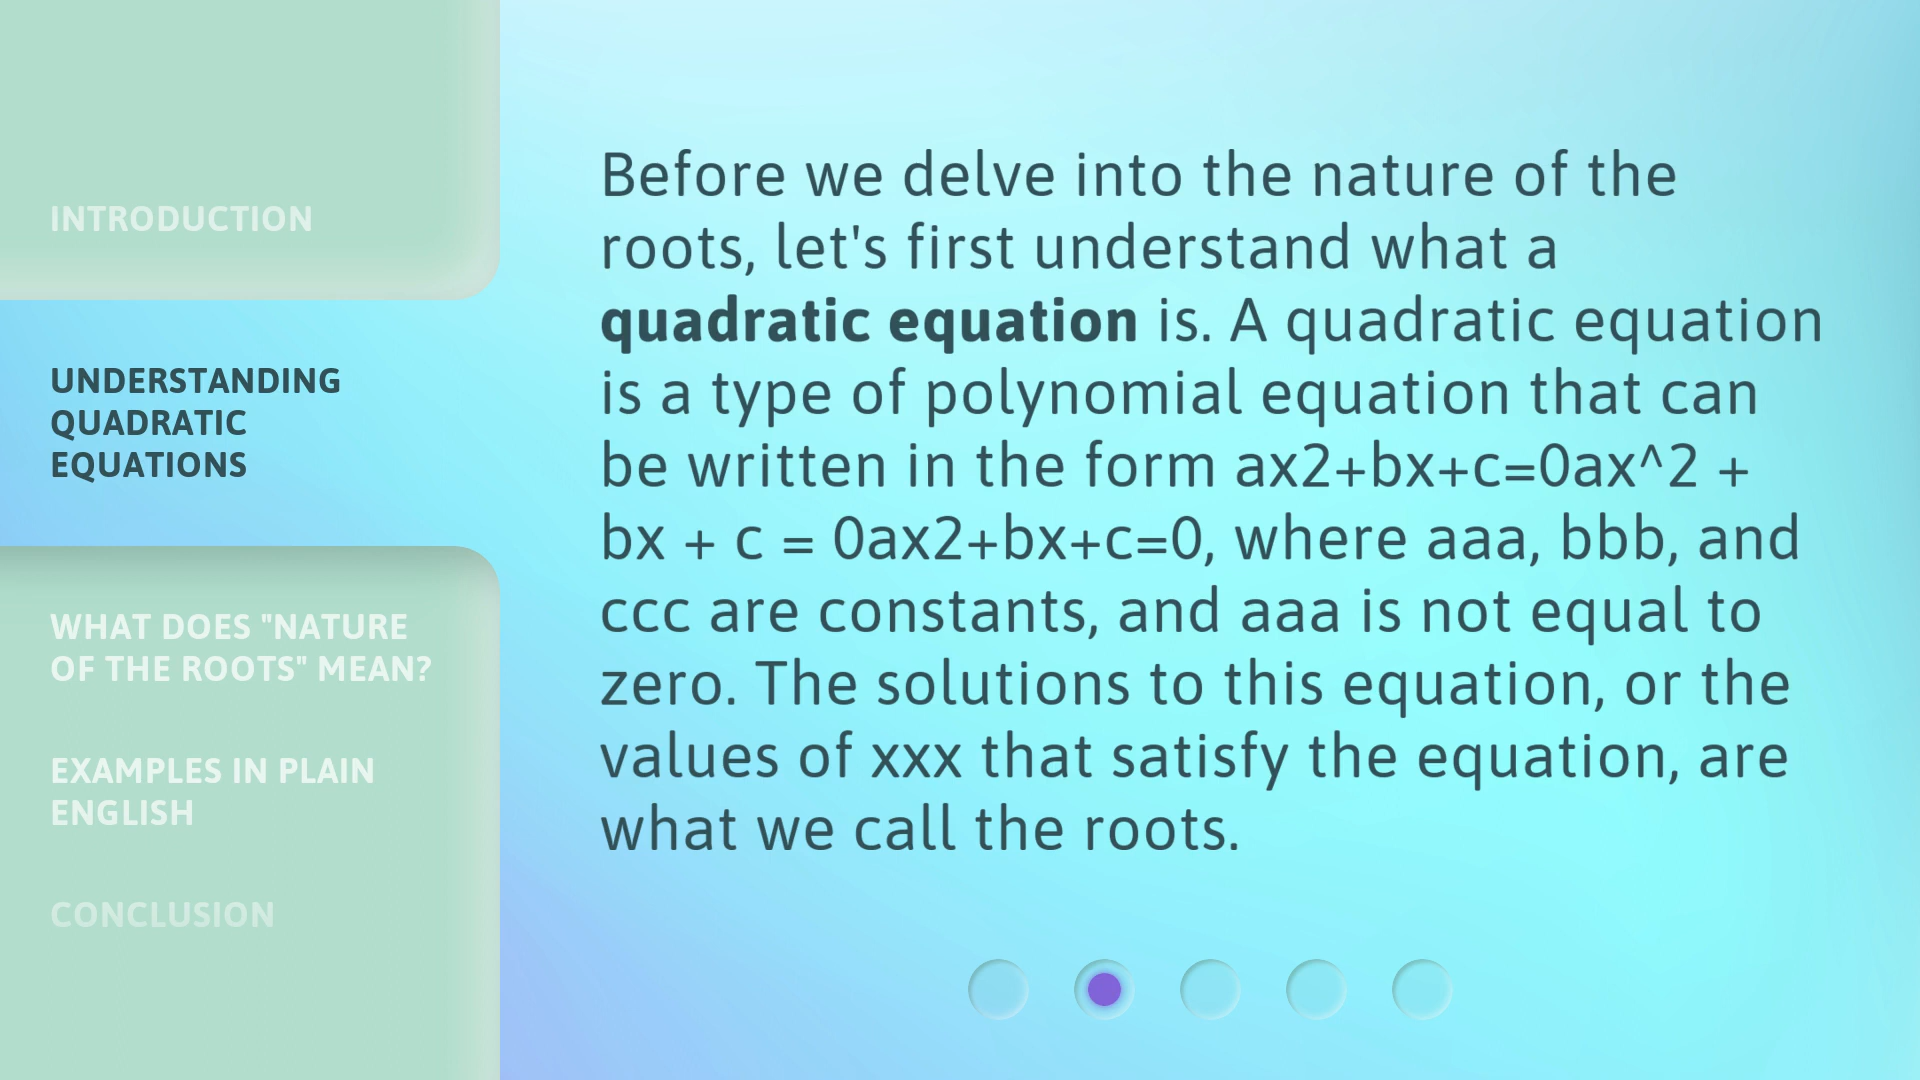 INTRODUCTION
UNDERSTANDING
QUADRATIC
EQUATIONS
WHAT DOES "NATURE
OF THE ROOTS" MEAN?
EXAMPLES IN PLAIN
ENGLISH
CONCLUSION
Before we delve into the nature of the
roots, let's first understand what a
quadratic equation is. A quadratic equation
is a type of polynomial equation that can
be written in the form ax2+bx+c=0ax^2 +
bx + c = 0ax2+bx+c=0, where aaa, bbb, and
ccc are constants, and aaa is not equal to
zero. The solutions to this equation, or the
values of xxx that satisfy the equation, are
what we call the roots.